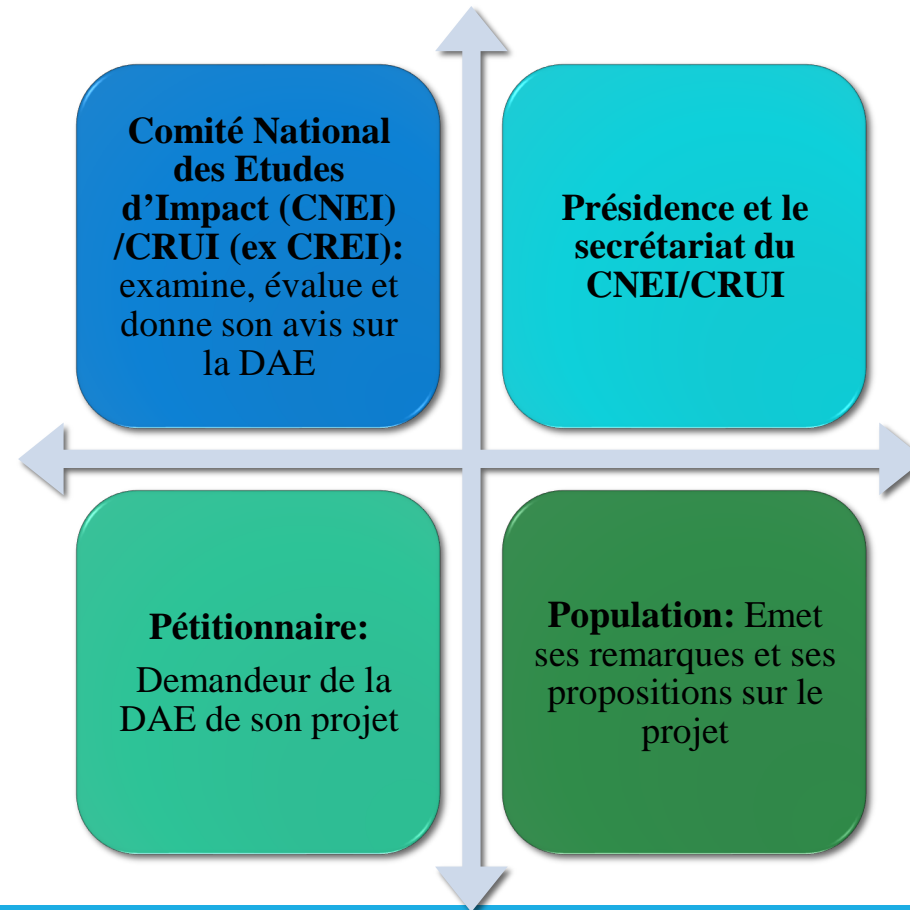 Comité National
des Etudes
d’Impact (CNEI)
/CRUI (ex CREI):
examine, évalue et
donne son avis sur
la DAE
Présidence et le
secrétariat du
CNEI/CRUI
Pétitionnaire:
Demandeur de la
DAE de son projet
Population: Emet
ses remarques et ses
propositions sur le
projet